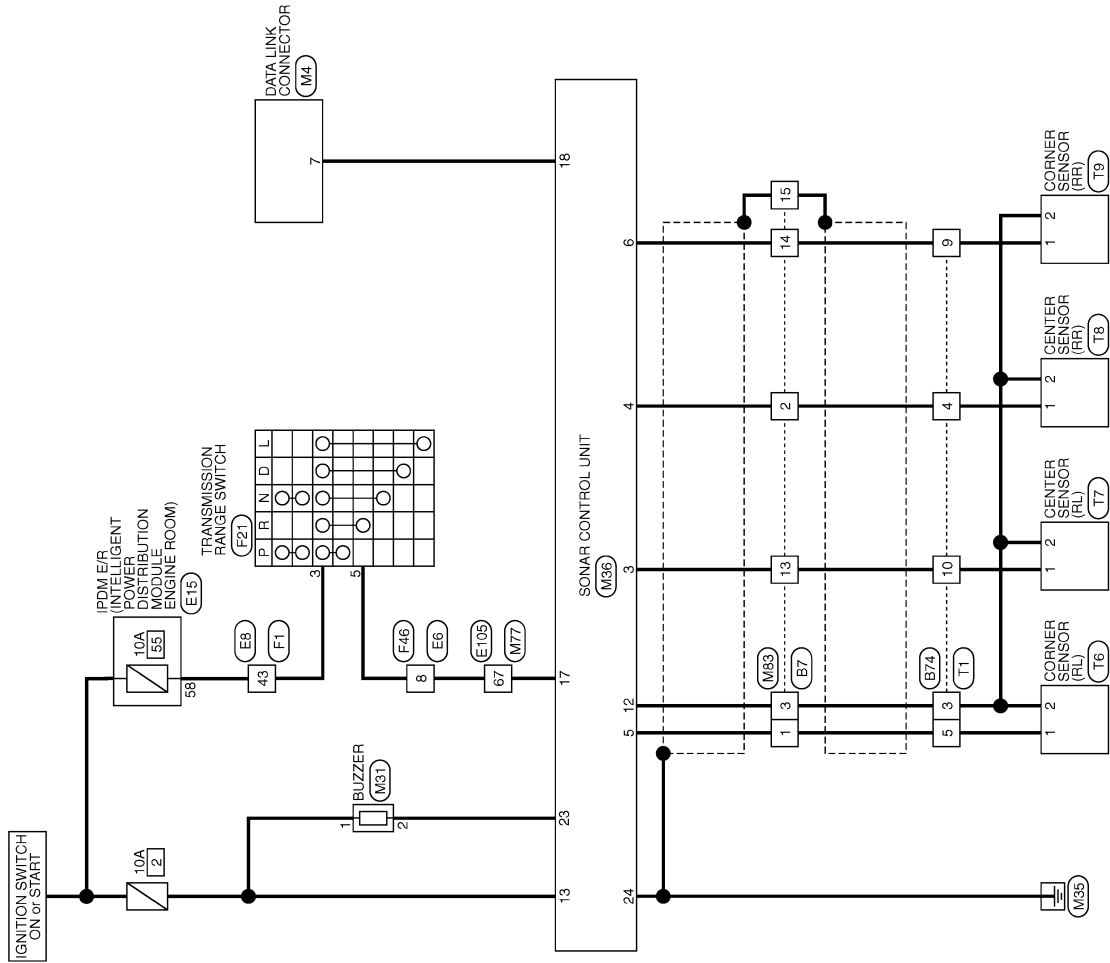 IGNITION SWITCH
ON or START
10A
2
IPDM E/R
(INTELLIGENT
POWER
DISTRIBUTION
MODULE
ENGINE ROOM)
E15
10A
55
58
E8
F1
43
TRANSMISSION
RANGE SWITCH
F21
P R N D L
3
5
F46
E6
8
E105
M77
67
BUZZER
M31
1
2
DATA LINK
CONNECTOR
M4
7
13
23
17
18
SONAR CONTROL UNIT
M36
24
5
12
3
4
6
M83
B7
1
3
13
2
14
15
B74
T1
5
3
10
4
9
M35
1
2
CORNER
SENSOR
(RL)
T6
1
2
CENTER
SENSOR
(RL)
T7
1
2
CENTER
SENSOR
(RR)
T8
1
2
CORNER
SENSOR
(RR)
T9